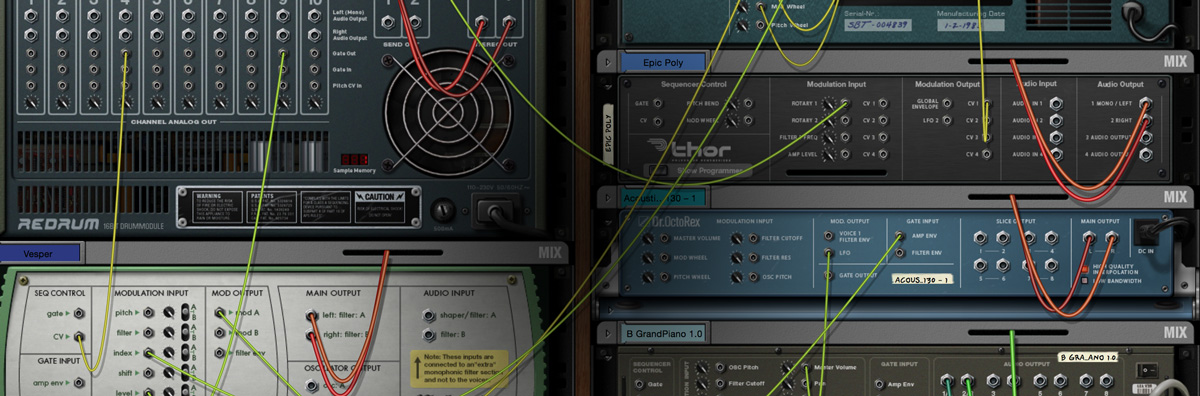 1 2 3 4 5 6 7 8 9 10
Left (Mono)
Audio Output
Right
Audio Output
Gate Out
Gate In
Pitch CV In
CHANNEL ANALOG OUT
1 2
SEND OUT
STEREO OUT
Sample Memory
WARNING
PATENTS
CAUTION
REDRUM
DRUMMODULE
Vesper
MIX
SEQ CONTROL
gate
CV
GATE INPUT
amp env
MODULATION INPUT
pitch
filter
index
shift
level
A
B
A
B
A
B
A
B
MOD OUTPUT
mod A
mod B
filter env
MAIN OUTPUT
left: filter: A
right: filter: B
OSCILLATOR OUTPUT
AUDIO INPUT
shaper/filter: A
filter: B
Note: These inputs are
connected to an "extra"
monophonic filter section
and not to the voices.
Mod Wheel
Pitch Wheel
Serial-Nr.:
SBT-004839
Manufacturing Date
Epic Poly
MIX
EPIC POLY
Sequencer Control
GATE
CV
PITCH BEND
MOD WHEEL
thor
Show Programmer
Modulation Input
ROTARY 1
ROTARY 2
FILTER 1 FREQ
AMP LEVEL
CV 1
CV 2
CV 3
CV 4
Modulation Output
GLOBAL
ENVELOPE
LFO 2
CV 1
CV 2
CV 3
CV 4
Audio Input
AUDIO IN 1
AUDIO IN 2
AUDIO IN 3
AUDIO IN 4
Audio Output
1 MONO / LEFT
2 RIGHT
3 AUDIO OUTPUT
4 AUDIO OUTPUT
Acousti... 130 - 1
MIX
Dr.OctoRex
MODULATION INPUT
MASTER VOLUME
MOD WHEEL
PITCH WHEEL
FILTER CUTOFF
FILTER RES
OSC PITCH
MOD. OUTPUT
VOICE 1
FILTER ENV
LFO
GATE OUTPUT
GATE INPUT
AMP ENV
FILTER ENV
ACOUS_130 - 1
SLICE OUTPUT
1 2 3 4
5 6 7 8
MAIN OUTPUT
L R
HIGH QUALITY
INTERPOLATION
LOW BANDWIDTH
DC IN
B GrandPiano 1.0
MIX
SEQUENCER
CONTROL
Gate
OSC Pitch
Filter Cutoff
Master Volume
Pan
GATE INPUT
Amp Env
AUDIO OUTPUT
1 2 3 4 5 6 7 8
B GRA...ANO 1.0